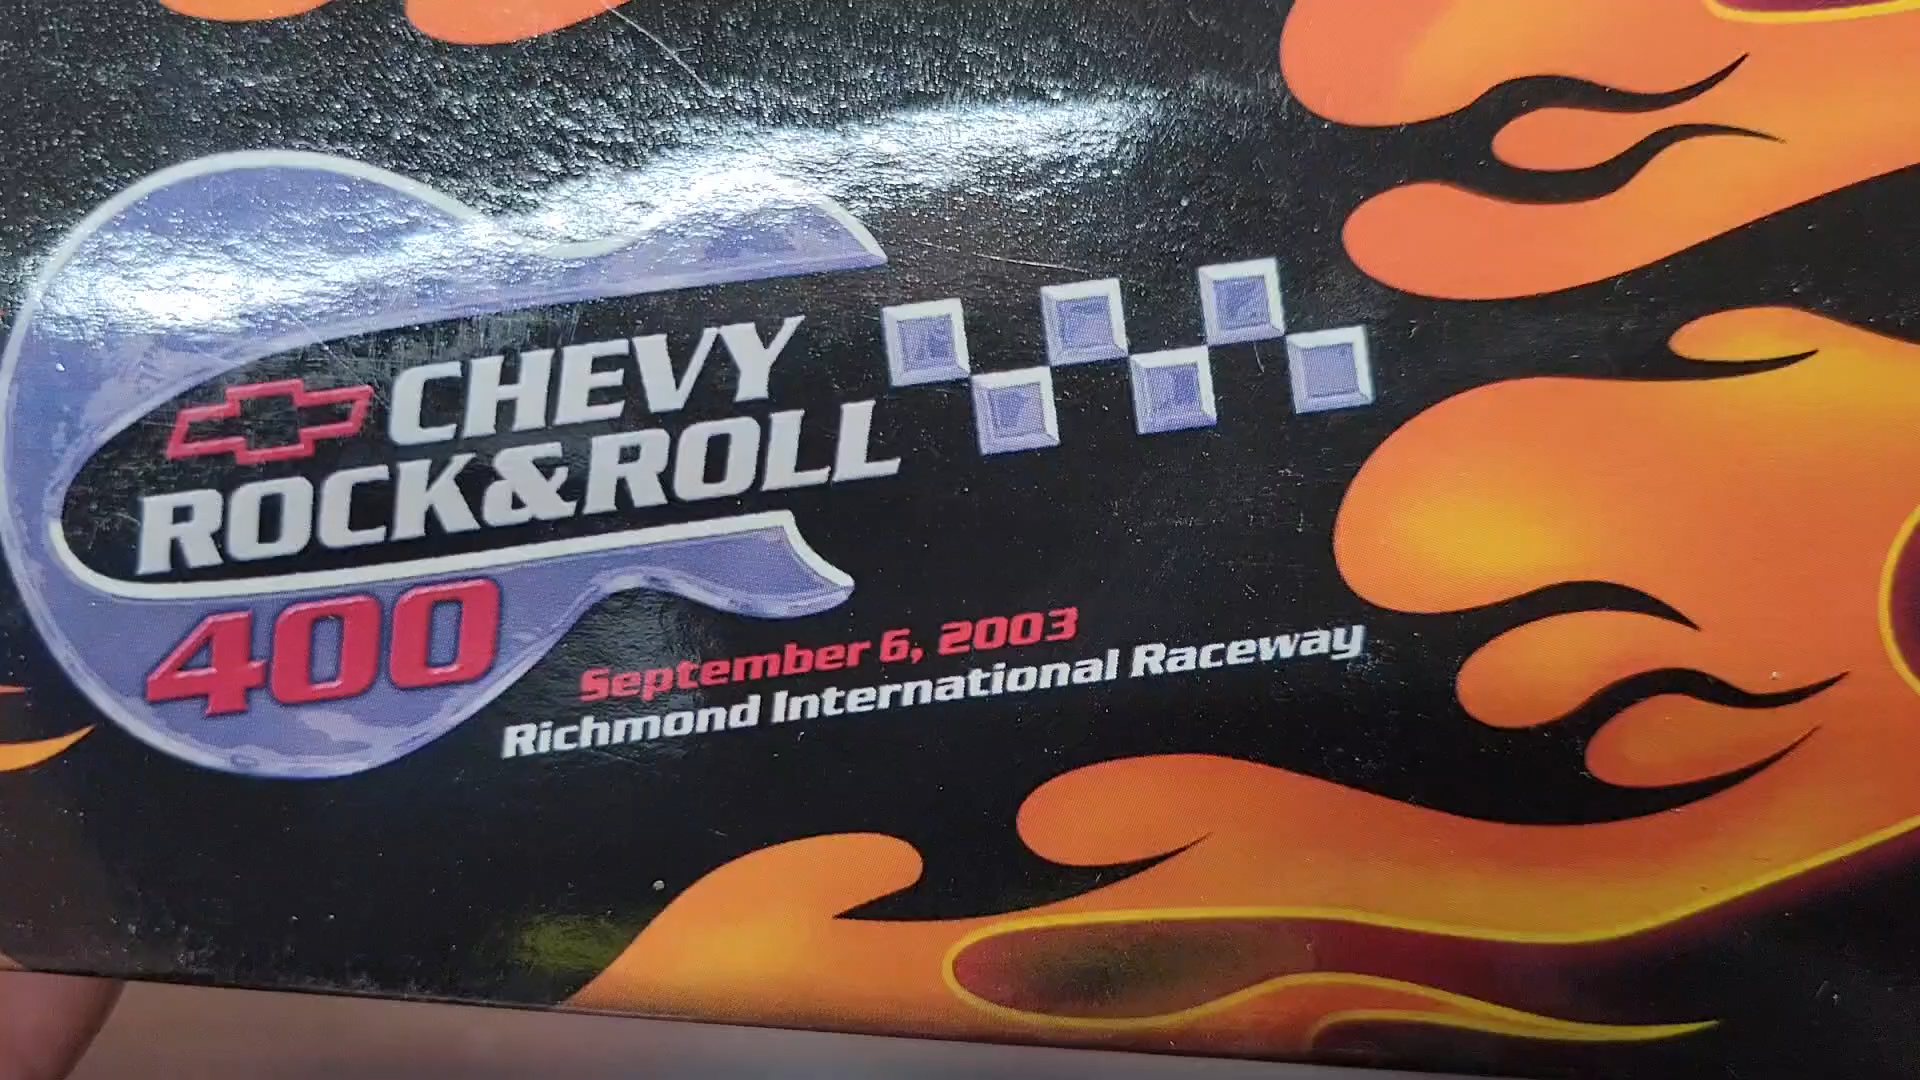 CHEVY
ROCK&ROLL
400
September 6, 2003
Richmond International Raceway